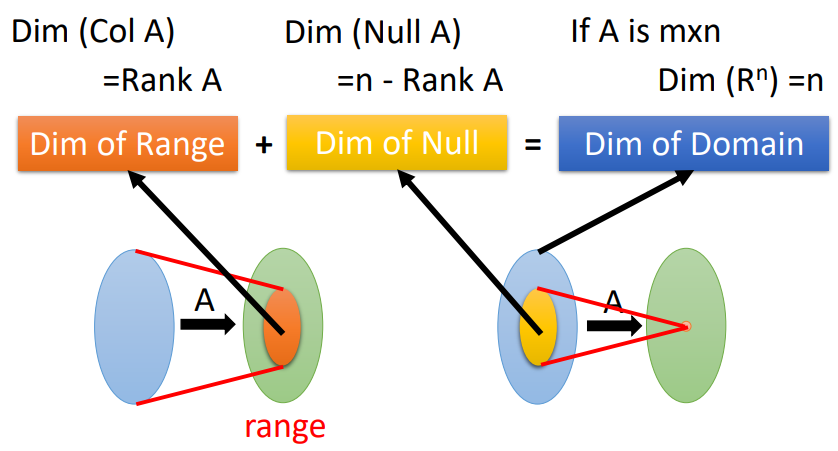 Dim (Col A)
=Rank A
Dim (Null A)
=n - Rank A
If A is mxn
Dim (Rⁿ) =n
Dim of Range + Dim of Null = Dim of Domain
A
A
range